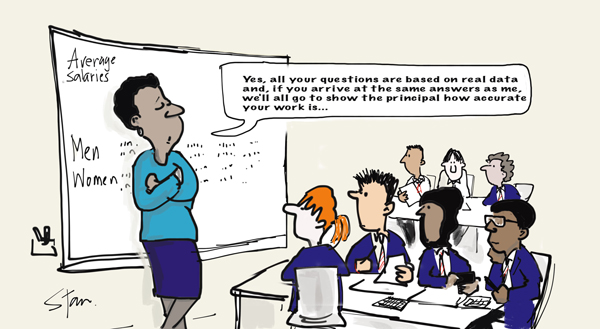 Average
salaries
Yes, all your questions are based on real data
and, if you arrive at the same answers as me,
we'll all go to show the principal how accurate
your work is...
Men
Women
Stan.